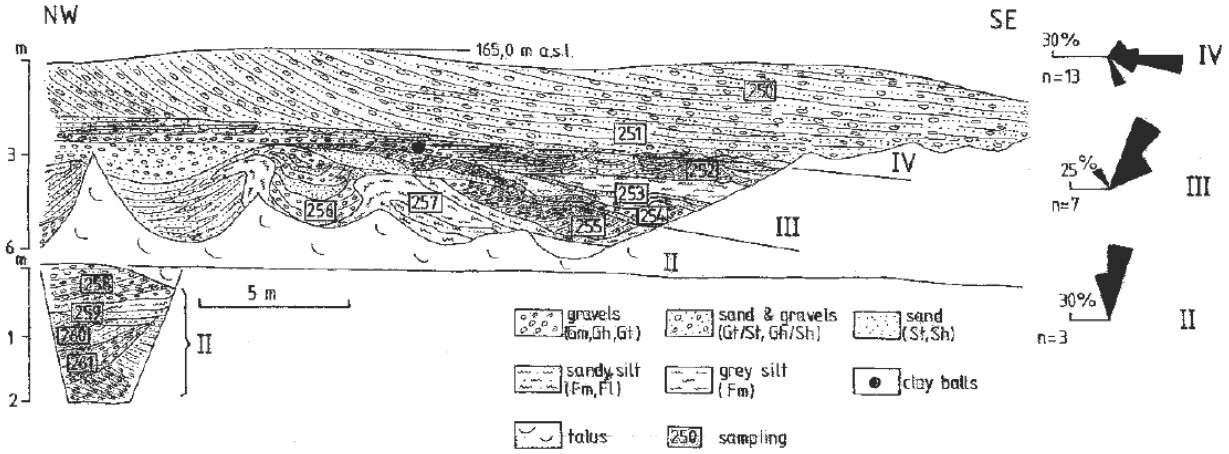 NW
SE
m
165,0 m a.s.l.
30%
IV
n=13
250
251
3
IV
252
25%
III
n=7
253
256
257
254
255
III
6
II
m
258
5 m
259
30%
II
1
260
II
n=3
261
2
gravels
(Gm,Gh,Gt)
sand & gravels
(Gt/St, Gh/Sh)
sand
(St,Sh)
sandy silt
(Fm,Fl)
grey silt
(Fm)
clay balls
talus
250 sampling